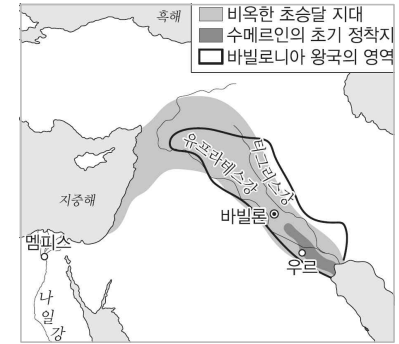 흑해
비옥한 초승달 지대
수메르인의 초기 정착지
바빌로니아 왕국의 영역
유프라테스강
티그리스강
지중해
바빌론
멤피스
우르
나일강